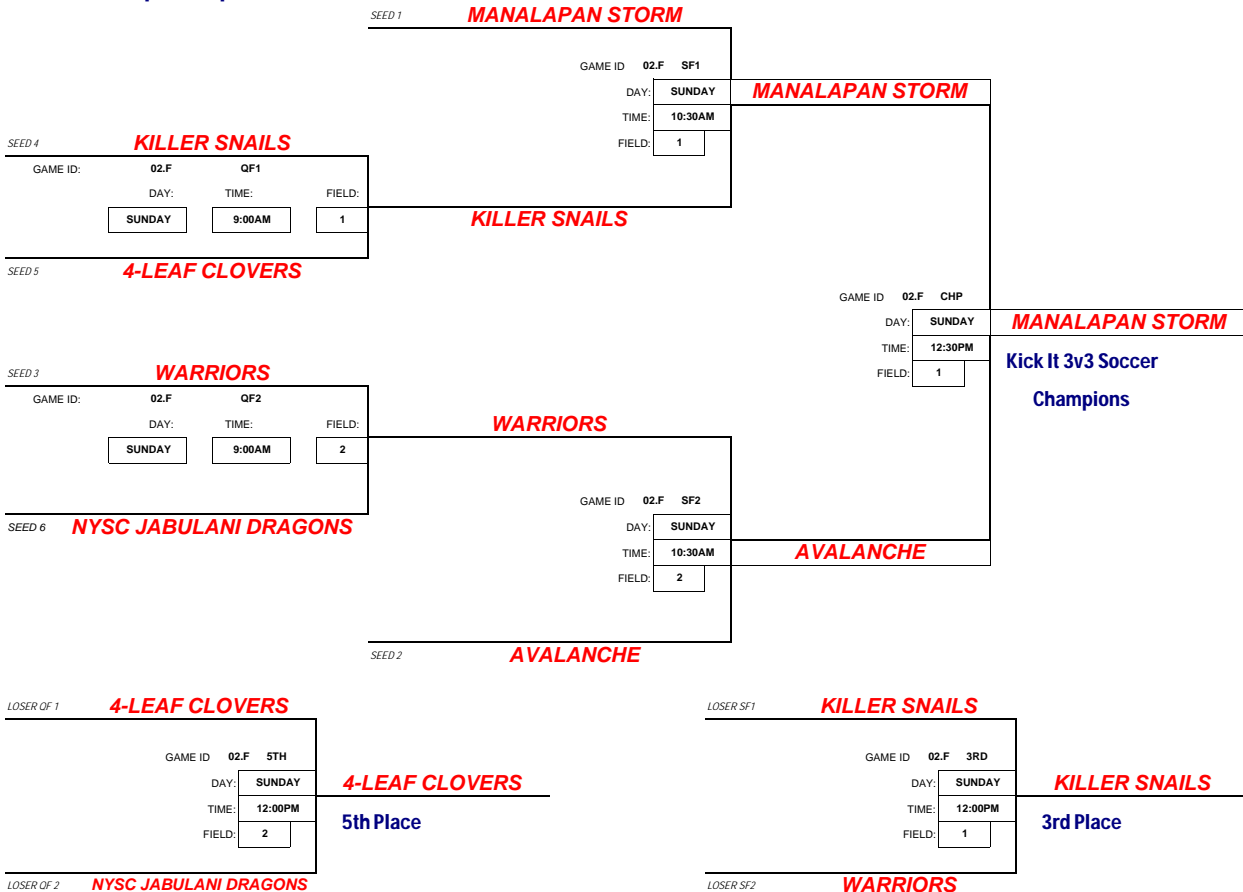 SEED 1 MANALAPAN STORM
GAME ID 02.F SF1
DAY: SUNDAY MANALAPAN STORM
TIME: 10:30AM
SEED 4 KILLER SNAILS
FIELD: 1
GAME ID: 02.F QF1
DAY: TIME: FIELD:
SUNDAY 9:00AM 1
KILLER SNAILS
SEED 5 4-LEAF CLOVERS
GAME ID 02.F CHP
DAY: SUNDAY MANALAPAN STORM
TIME: 12:30PM
Kick It 3v3 Soccer
SEED 3 WARRIORS
FIELD: 1
GAME ID: 02.F QF2
Champions
DAY: TIME: FIELD:
WARRIORS
SUNDAY 9:00AM 2
GAME ID 02.F SF2
SEED 6 NYSC JABULANI DRAGONS
DAY: SUNDAY
TIME: 10:30AM AVALANCHE
FIELD: 2
SEED 2 AVALANCHE
LOSER QF 1 4-LEAF CLOVERS
LOSER SF1 KILLER SNAILS
GAME ID 02.F 5TH
GAME ID 02.F 3RD
DAY: SUNDAY 4-LEAF CLOVERS
DAY: SUNDAY KILLER SNAILS
TIME: 12:00PM
TIME: 12:00PM
5th Place
3rd Place
FIELD: 2
FIELD: 1
LOSER QF 2 NYSC JABULANI DRAGONS
LOSER SF2 WARRIORS